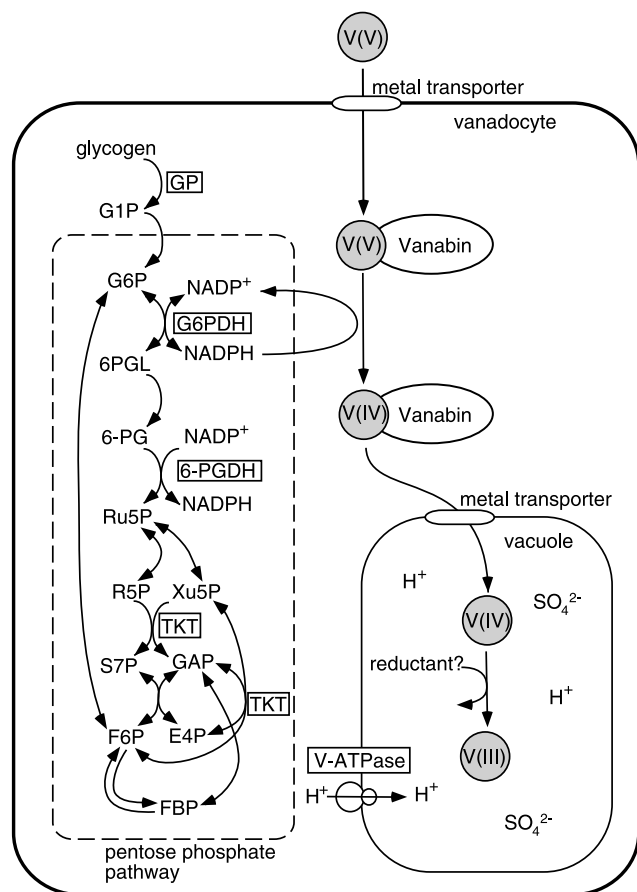 V(V)
metal transporter
vanadocyte
glycogen
GP
G1P
V(V)
Vanabin
G6P
NADP⁺
G6PDH
6PGL
NADPH
V(IV)
Vanabin
6-PG
NADP⁺
6-PGDH
NADPH
Ru5P
metal transporter
vacuole
R5P
Xu5P
H⁺
SO₄²⁻
V(IV)
TKT
S7P
GAP
reductant?
H⁺
TKT
F6P
E4P
V(III)
V-ATPase
FBP
H⁺
H⁺
SO₄²⁻
pentose phosphate
pathway